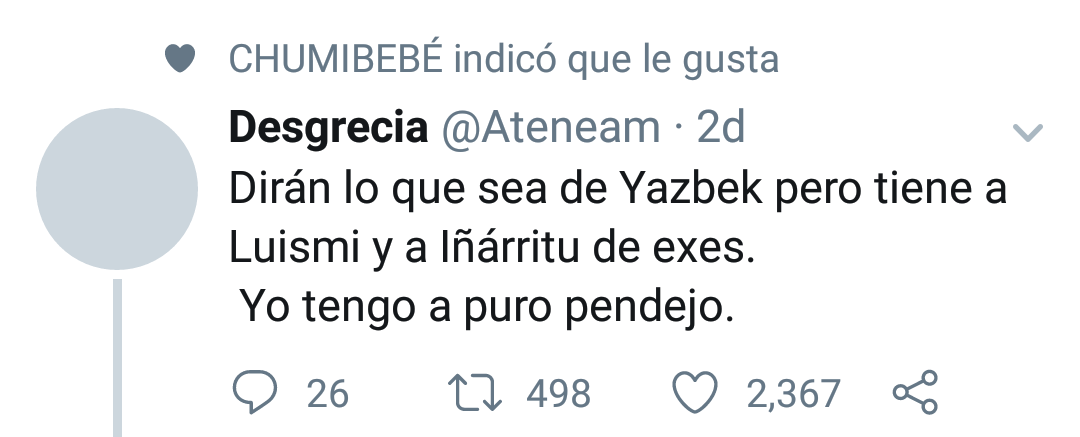 CHUMIBEBÉ indicó que le gusta
Desgrecia @Ateneam · 2d
Dirán lo que sea de Yazbek pero tiene a
Luismi y a Iñárritu de exes.
Yo tengo a puro pendejo.
26 498 2,367